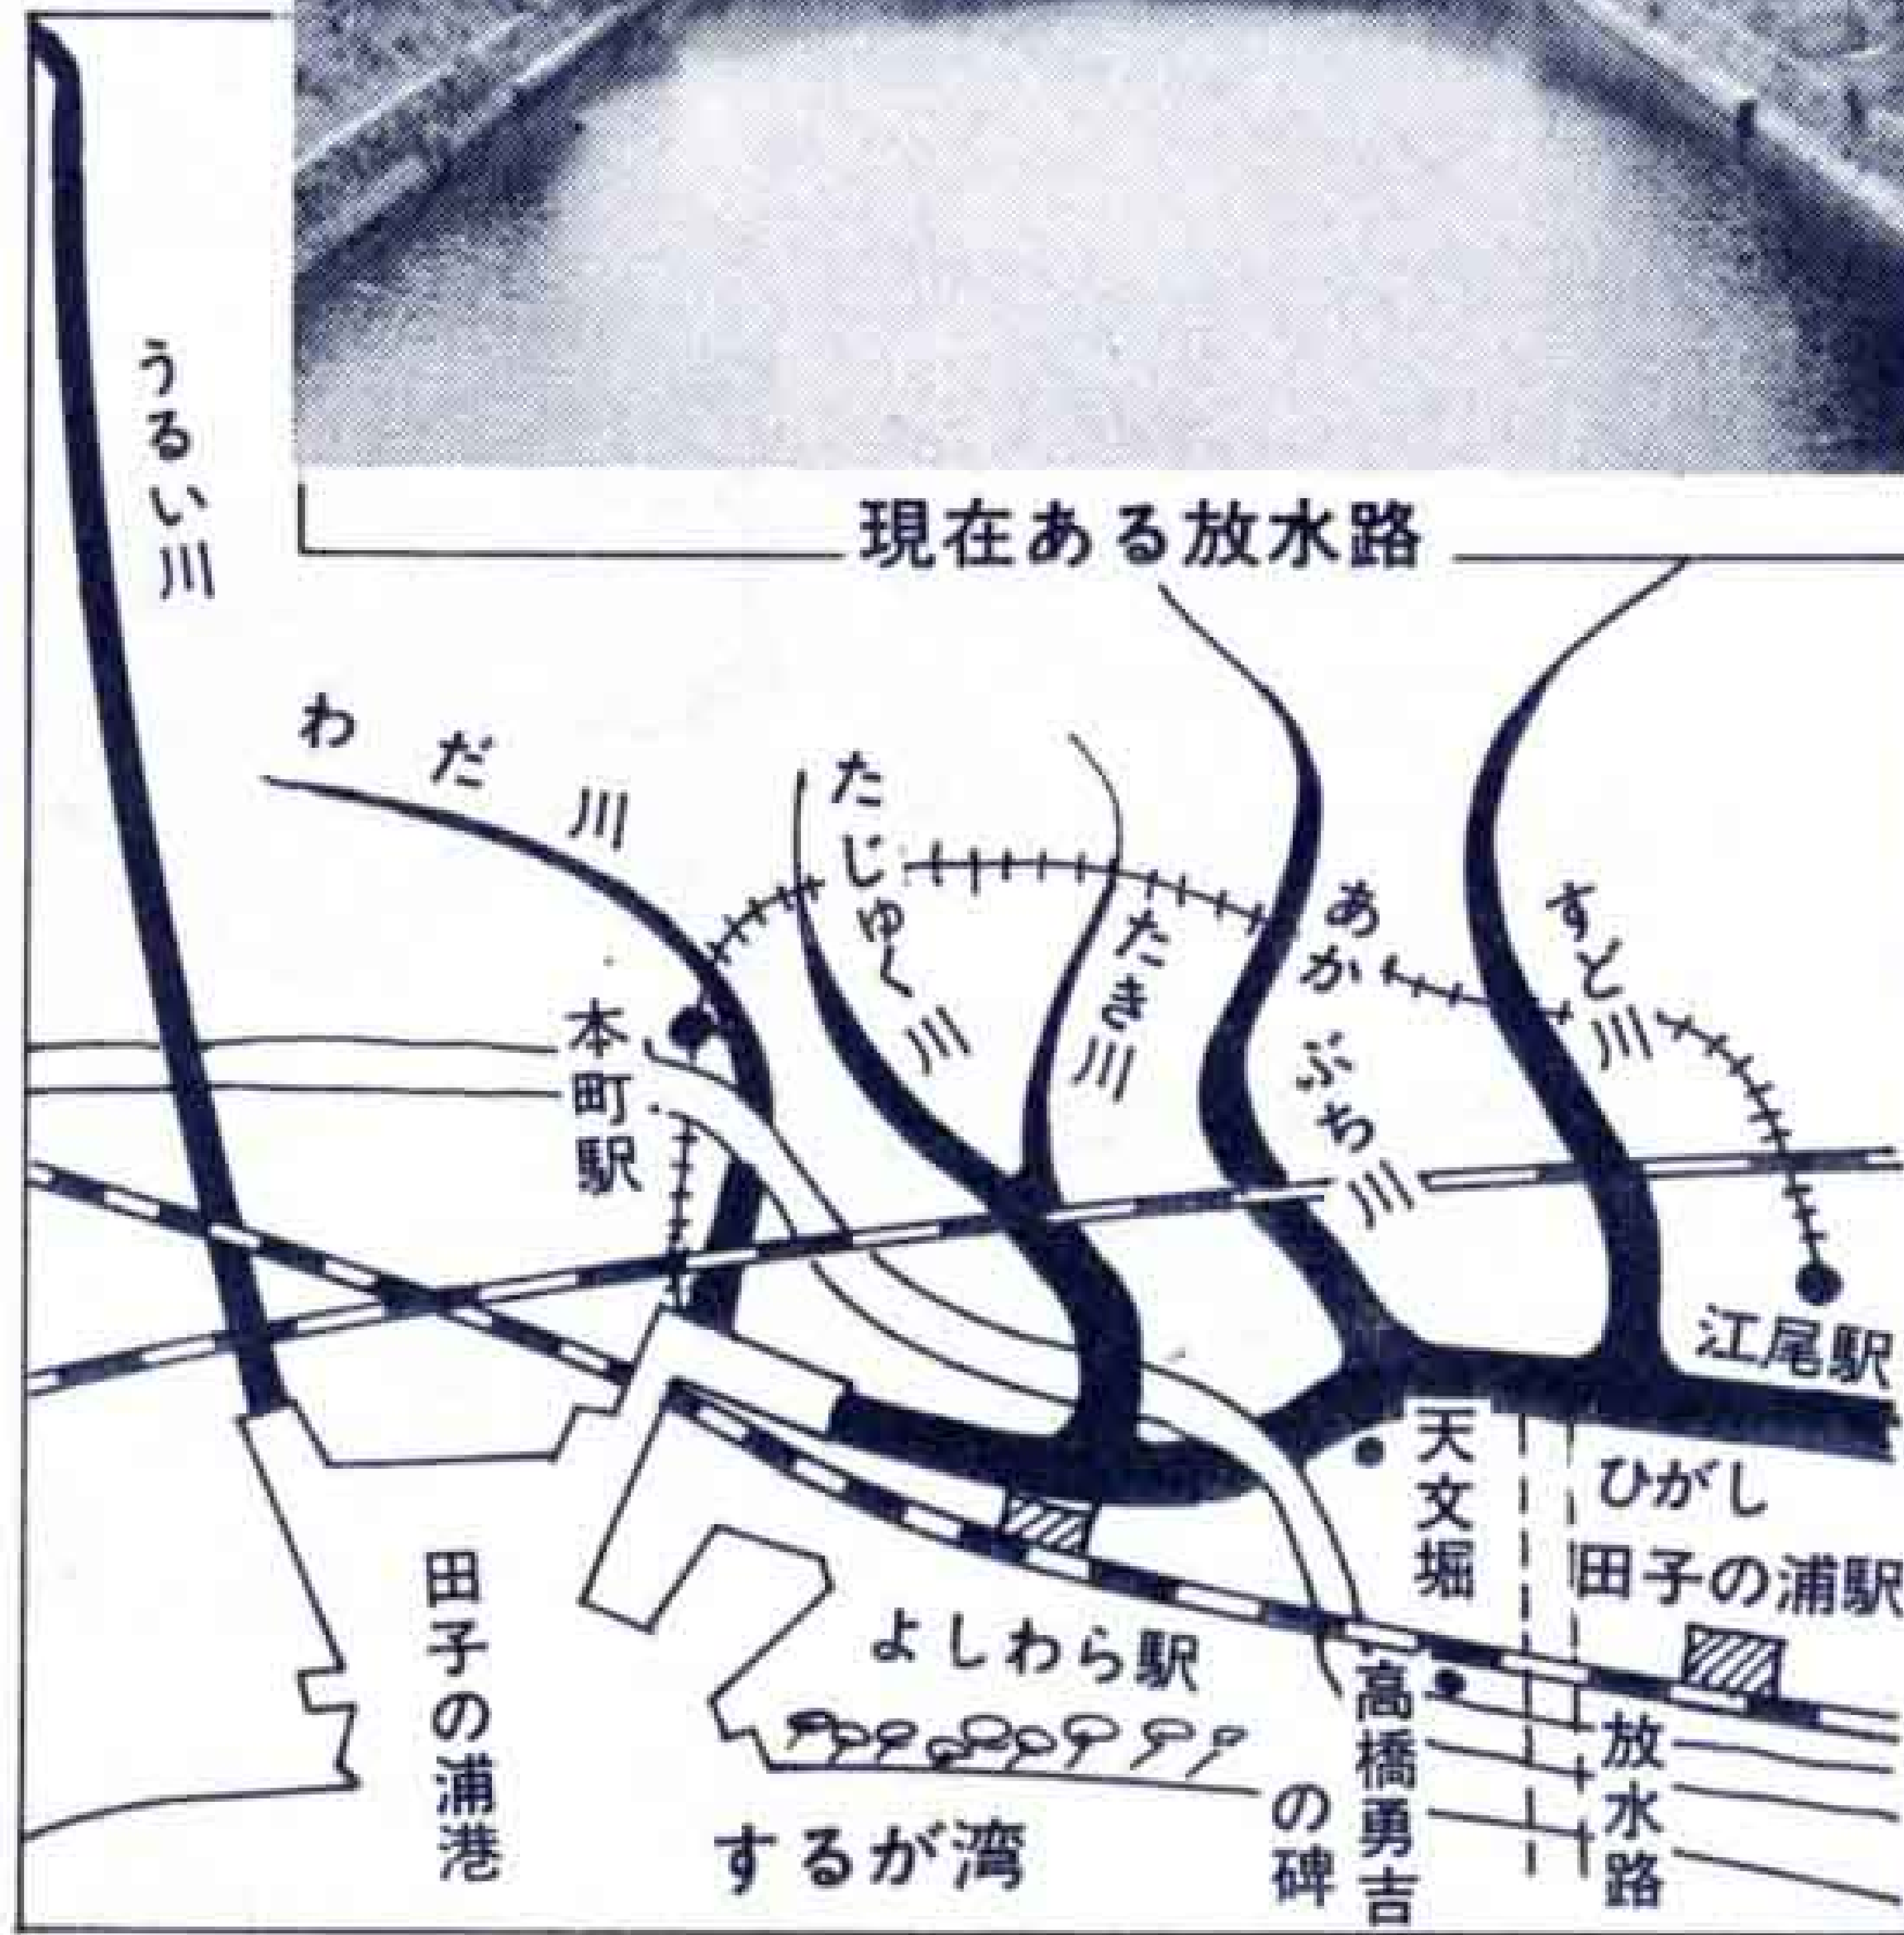 現在ある放水路
うるい川
わだ川
たじゅく川
たき川
あかぶち川
すど川
本町駅
江尾駅
天文堀
ひがし
田子の浦駅
よしわら駅
田子の浦港
するが湾
高橋勇吉
の碑
放水路